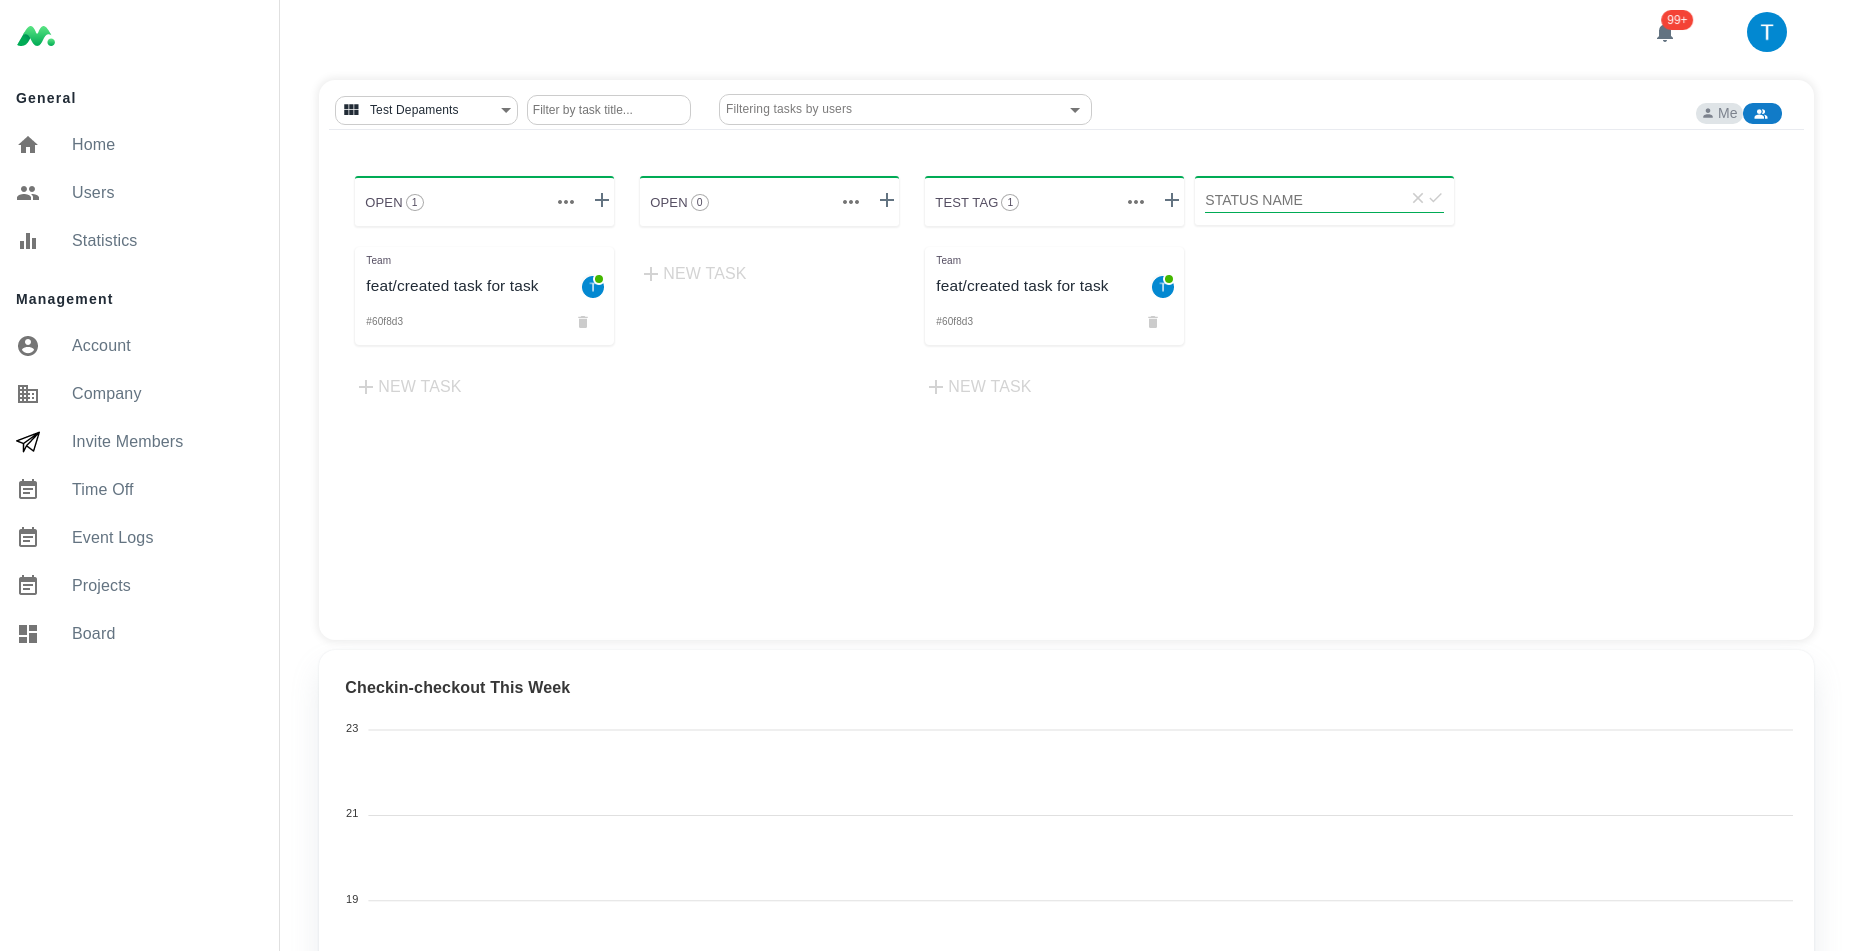 99+
T
General
Home
Users
Statistics
Management
Account
Company
Invite Members
Time Off
Event Logs
Projects
Board
Test Depaments
Filter by task title...
Filtering tasks by users
Me
OPEN 1
OPEN 0
TEST TAG 1
STATUS NAME
Team
feat/created task for task
T
#60f8d3
NEW TASK
NEW TASK
Team
feat/created task for task
T
#60f8d3
NEW TASK
Checkin-checkout This Week
23
21
19